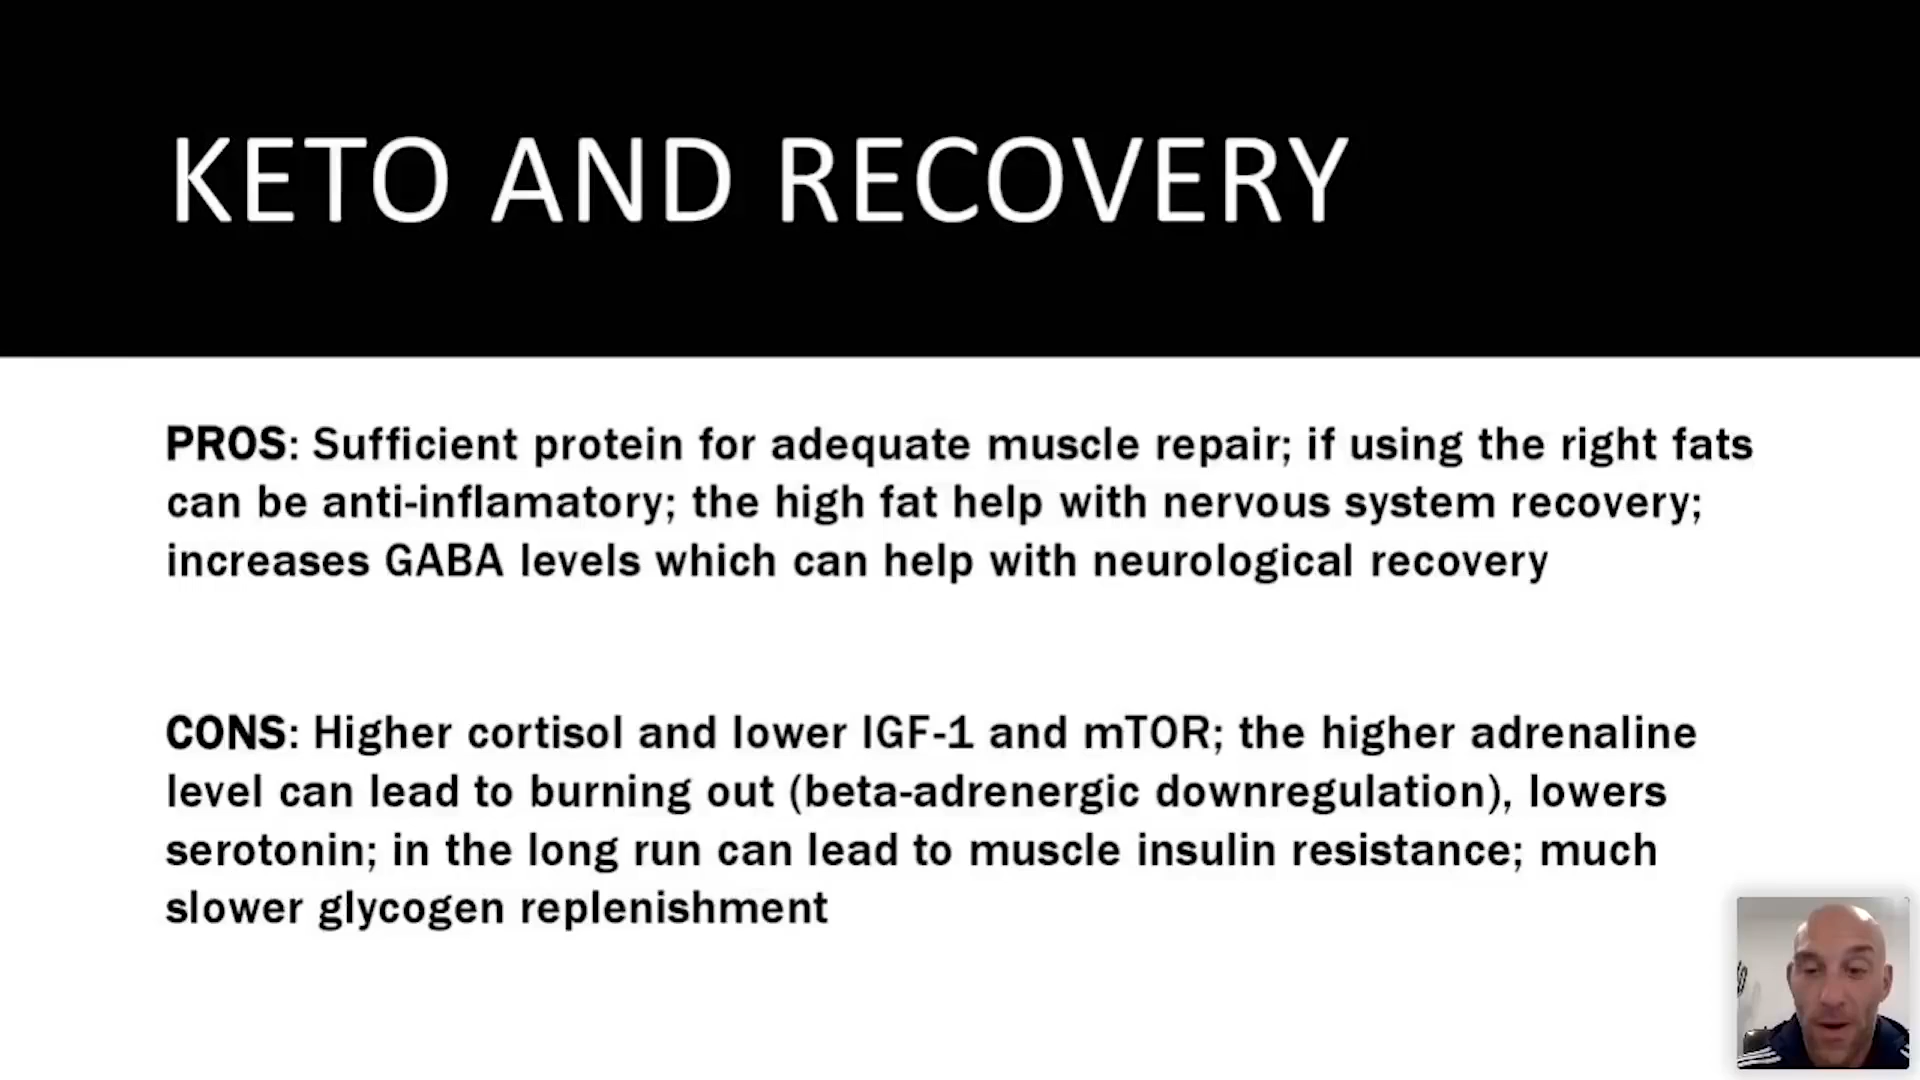 KETO AND RECOVERY
PROS: Sufficient protein for adequate muscle repair; if using the right fats
can be anti-inflamatory; the high fat help with nervous system recovery;
increases GABA levels which can help with neurological recovery
CONS: Higher cortisol and lower IGF-1 and mTOR; the higher adrenaline
level can lead to burning out (beta-adrenergic downregulation), lowers
serotonin; in the long run can lead to muscle insulin resistance; much
slower glycogen replenishment